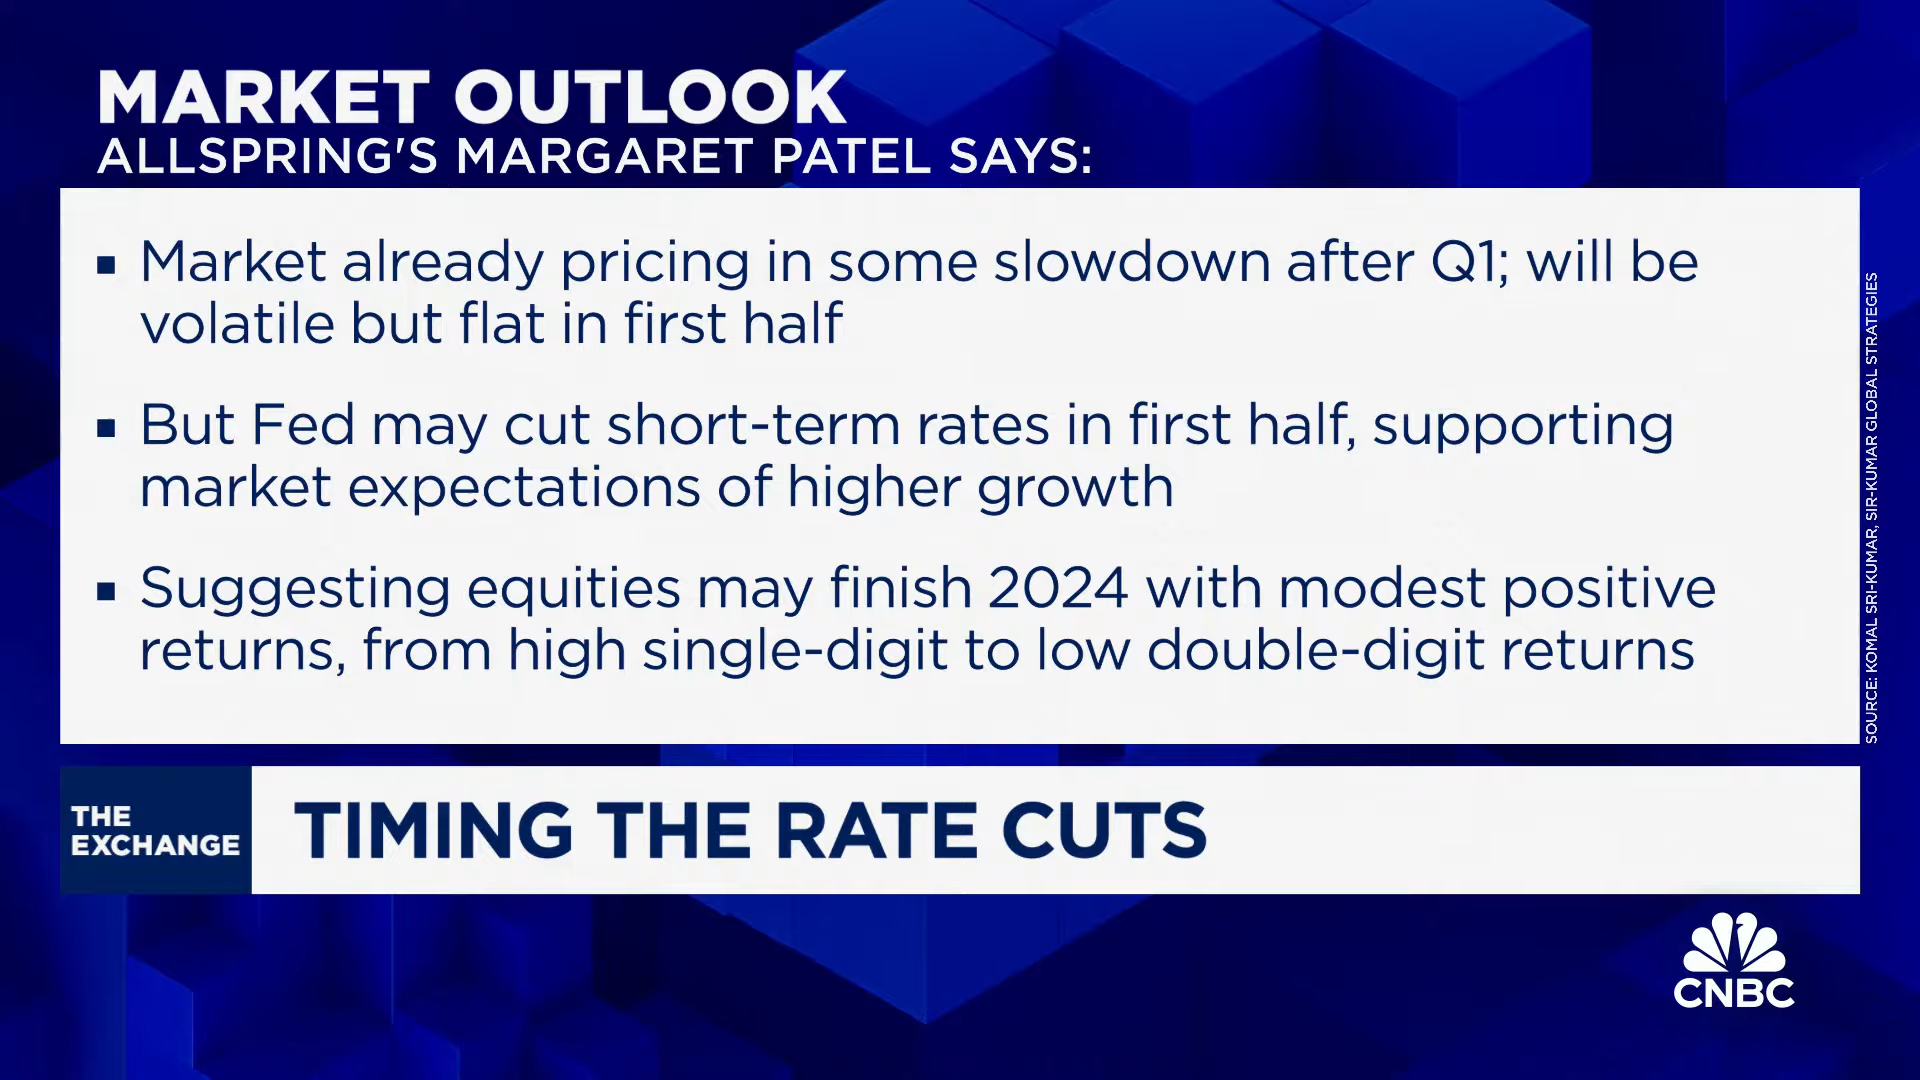 MARKET OUTLOOK
ALLSPRING'S MARGARET PATEL SAYS:
▪ Market already pricing in some slowdown after Q1; will be
volatile but flat in first half
▪ But Fed may cut short-term rates in first half, supporting
market expectations of higher growth
▪ Suggesting equities may finish 2024 with modest positive
returns, from high single-digit to low double-digit returns
SOURCE: KOMAL SRI-KUMAR, SIR-KUMAR GLOBAL STRATEGIES
THE
EXCHANGE
TIMING THE RATE CUTS
CNBC